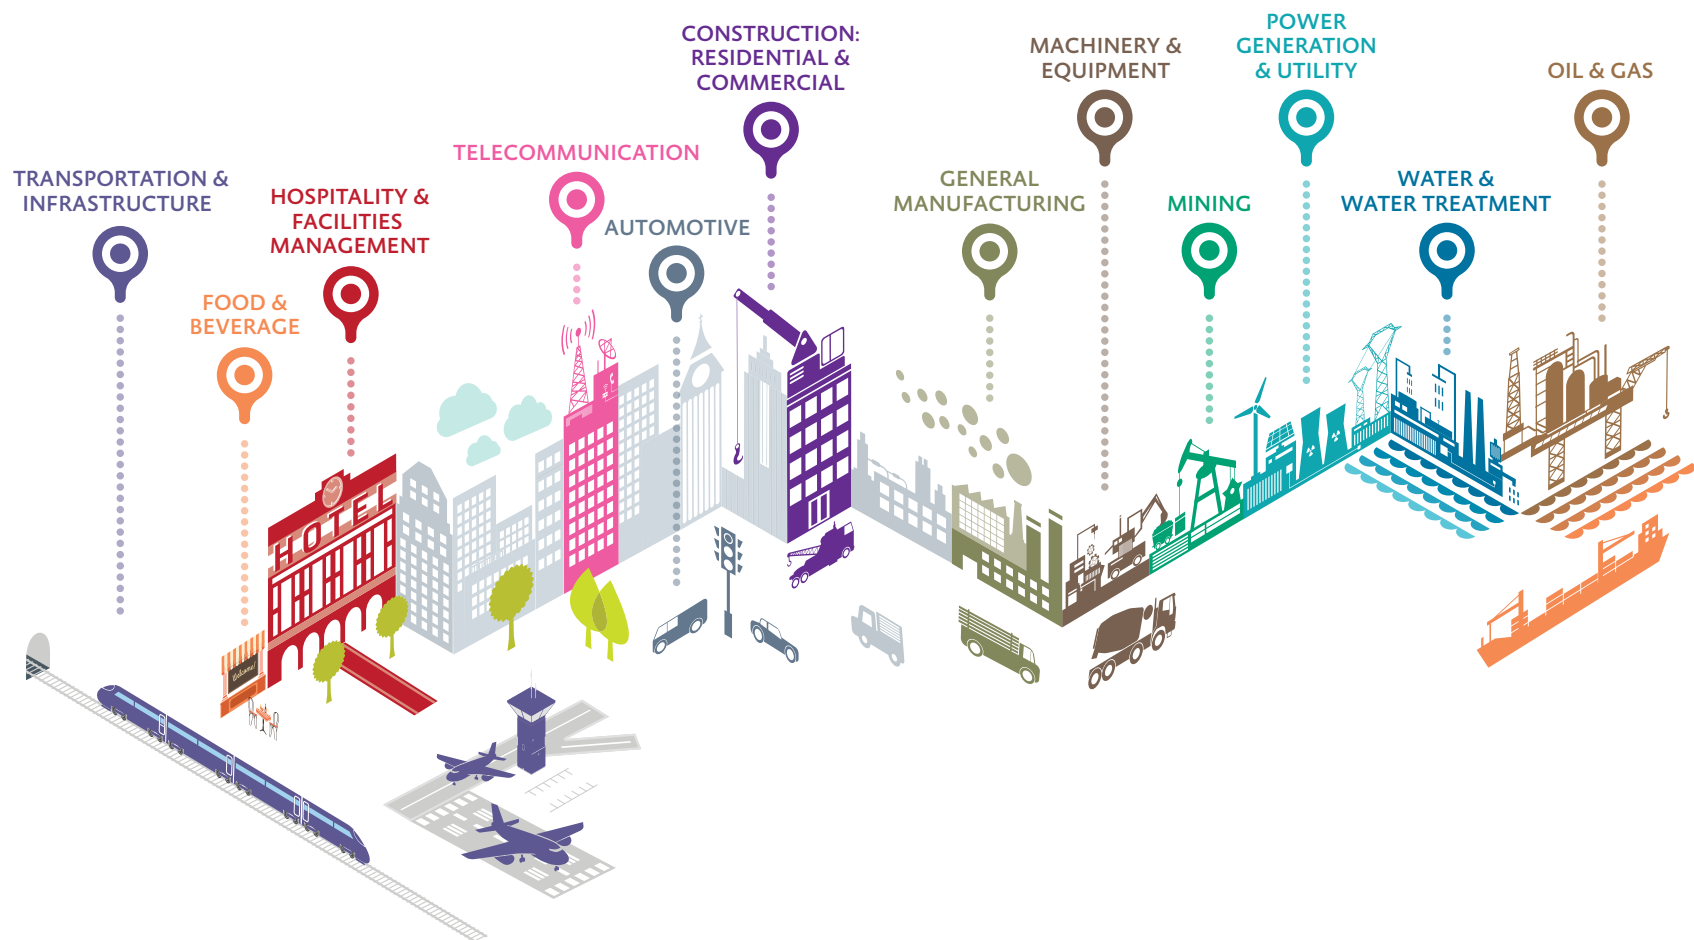 TRANSPORTATION &
INFRASTRUCTURE
FOOD &
BEVERAGE
HOSPITALITY &
FACILITIES
MANAGEMENT
TELECOMMUNICATION
AUTOMOTIVE
CONSTRUCTION:
RESIDENTIAL &
COMMERCIAL
GENERAL
MANUFACTURING
MACHINERY &
EQUIPMENT
MINING
POWER
GENERATION
& UTILITY
WATER &
WATER TREATMENT
OIL & GAS
HOTEL
Welcome!